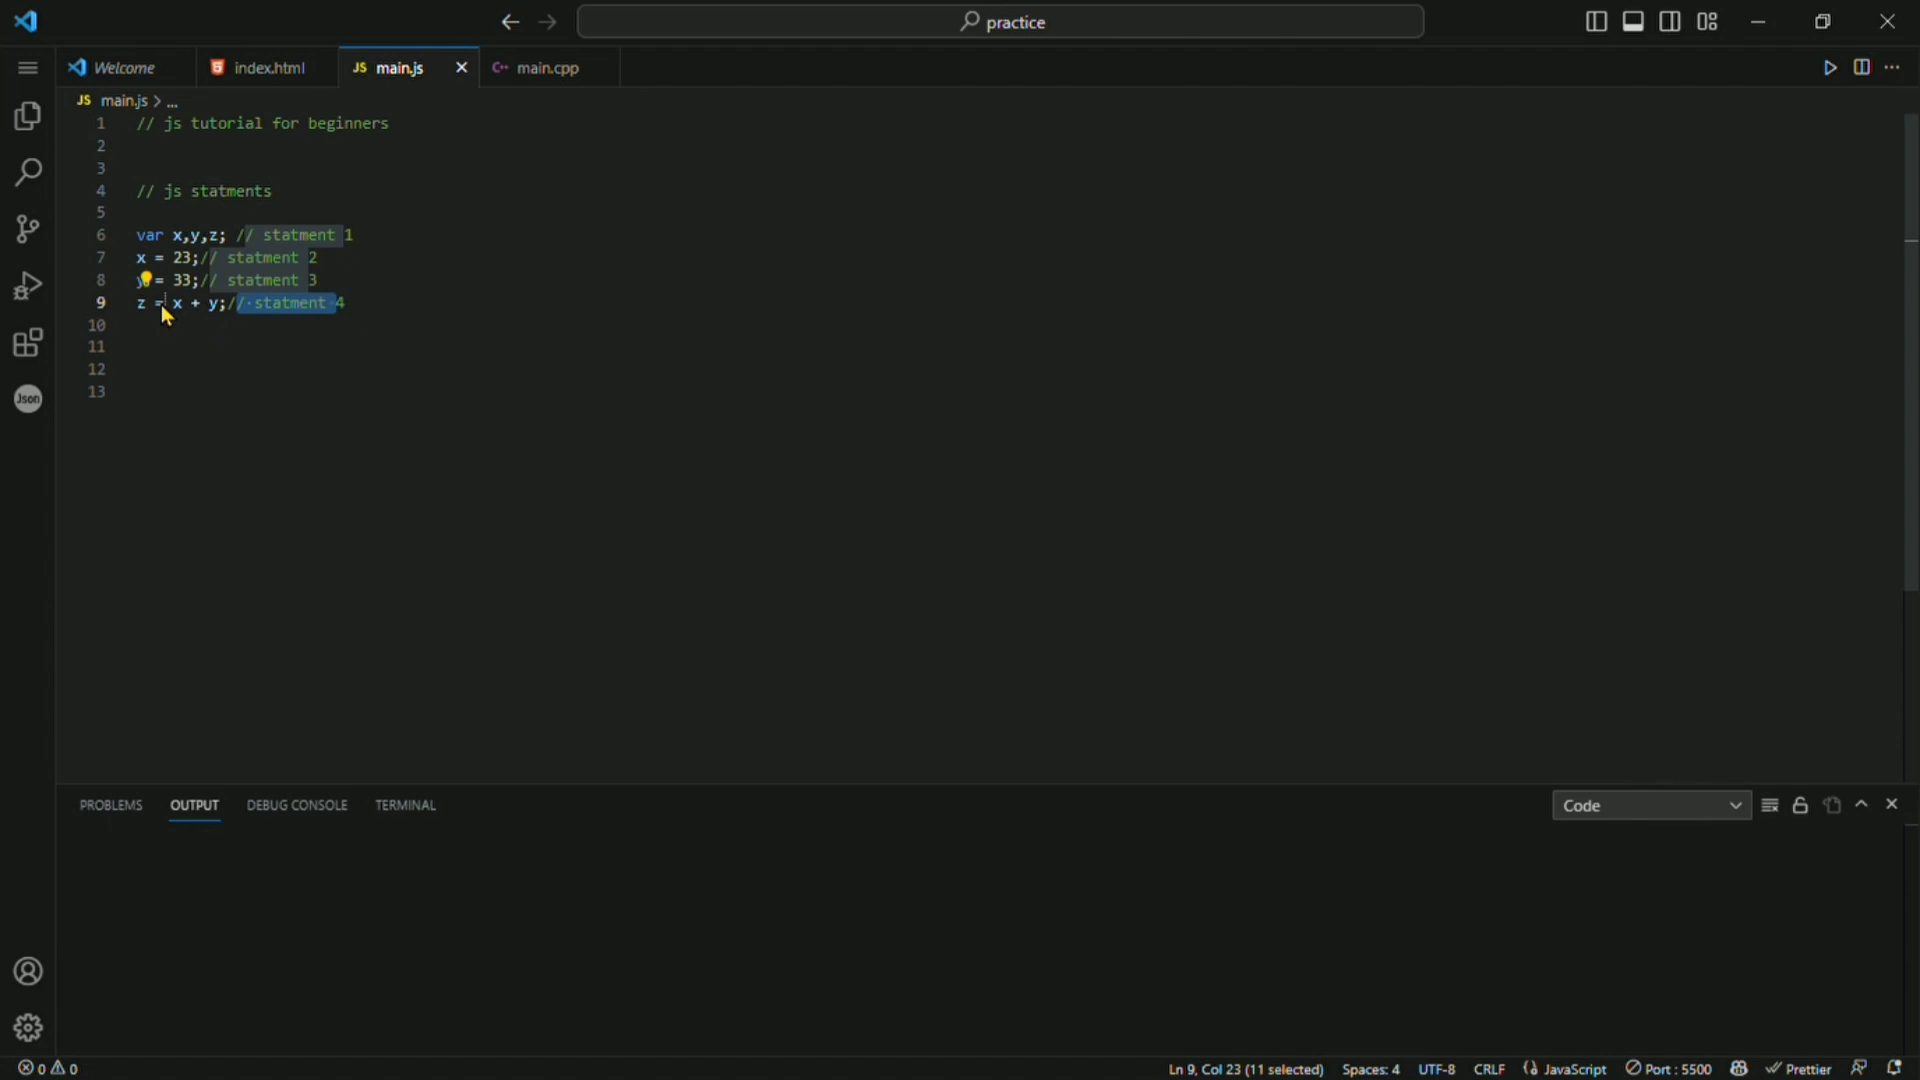 practice
Welcome
index.html
JS main.js
C++ main.cpp
JS main.js > ...
1 // js tutorial for beginners
2
3
4 // js statments
5
6 var x,y,z; // statment 1
7 x = 23;// statment 2
8 y = 33;// statment 3
9 z = x + y;// statment 4
10
11
12
13
Json
PROBLEMS OUTPUT DEBUG CONSOLE TERMINAL
Code
0 0
Ln 9, Col 23 (11 selected) Spaces: 4 UTF-8 CRLF JavaScript Port : 5500 Prettier